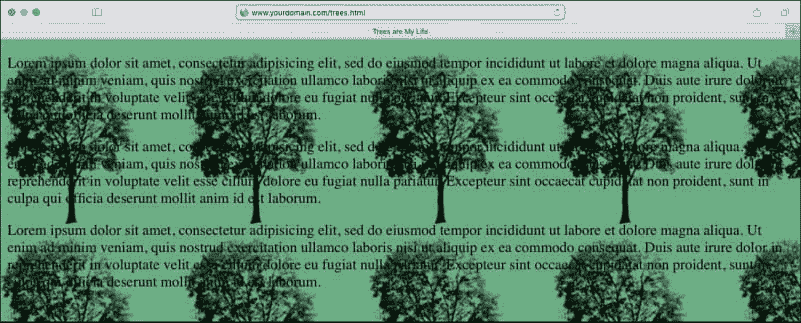 www.yourdomain.com/trees.html
Trees are My Life
Lorem ipsum dolor sit amet, consectetur adipisicing elit, sed do eiusmod tempor incididunt ut labore et dolore magna aliqua. Ut
enim ad minim veniam, quis nostrud exercitation ullamco laboris nisi ut aliquip ex ea commodo consequat. Duis aute irure dolor in
reprehenderit in voluptate velit esse cillum dolore eu fugiat nulla pariatur. Excepteur sint occaecat cupidatat non proident, sunt in
culpa qui officia deserunt mollit anim id est laborum.
Lorem ipsum dolor sit amet, consectetur adipisicing elit, sed do eiusmod tempor incididunt ut labore et dolore magna aliqua. Ut
enim ad minim veniam, quis nostrud exercitation ullamco laboris nisi ut aliquip ex ea commodo consequat. Duis aute irure dolor in
reprehenderit in voluptate velit esse cillum dolore eu fugiat nulla pariatur. Excepteur sint occaecat cupidatat non proident, sunt in
culpa qui officia deserunt mollit anim id est laborum.
Lorem ipsum dolor sit amet, consectetur adipisicing elit, sed do eiusmod tempor incididunt ut labore et dolore magna aliqua. Ut
enim ad minim veniam, quis nostrud exercitation ullamco laboris nisi ut aliquip ex ea commodo consequat. Duis aute irure dolor in
reprehenderit in voluptate velit esse cillum dolore eu fugiat nulla pariatur. Excepteur sint occaecat cupidatat non proident, sunt in
culpa qui officia deserunt mollit anim id est laborum.